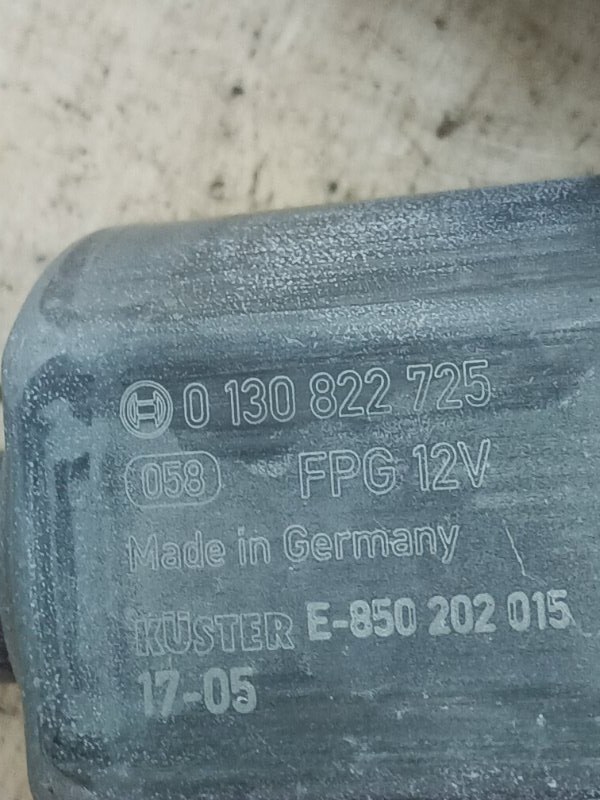 0 130 822 725
058 FPG 12V
Made in Germany
KÜSTER E-850 202 015
17-05